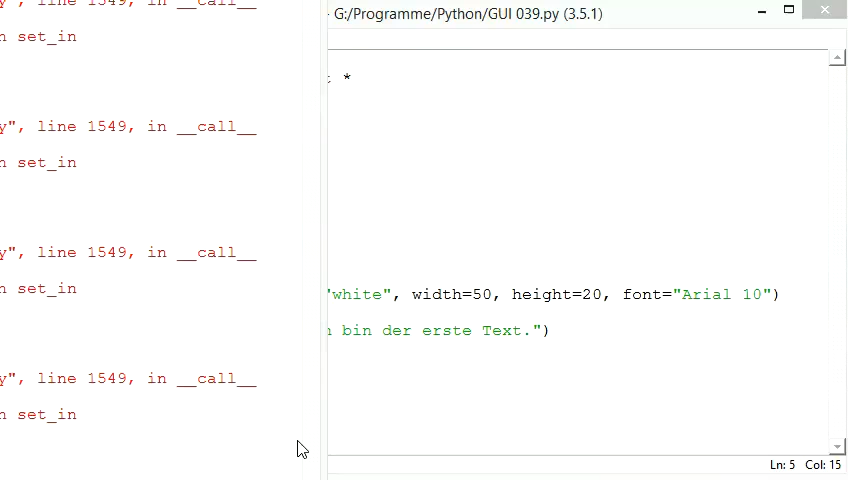 y", line 1549, in __call__
n set_in
y", line 1549, in __call__
n set_in
y", line 1549, in __call__
n set_in
y", line 1549, in __call__
n set_in
- G:/Programme/Python/GUI 039.py (3.5.1)
t *
"white", width=50, height=20, font="Arial 10")
h bin der erste Text.")
Ln: 5 Col: 15